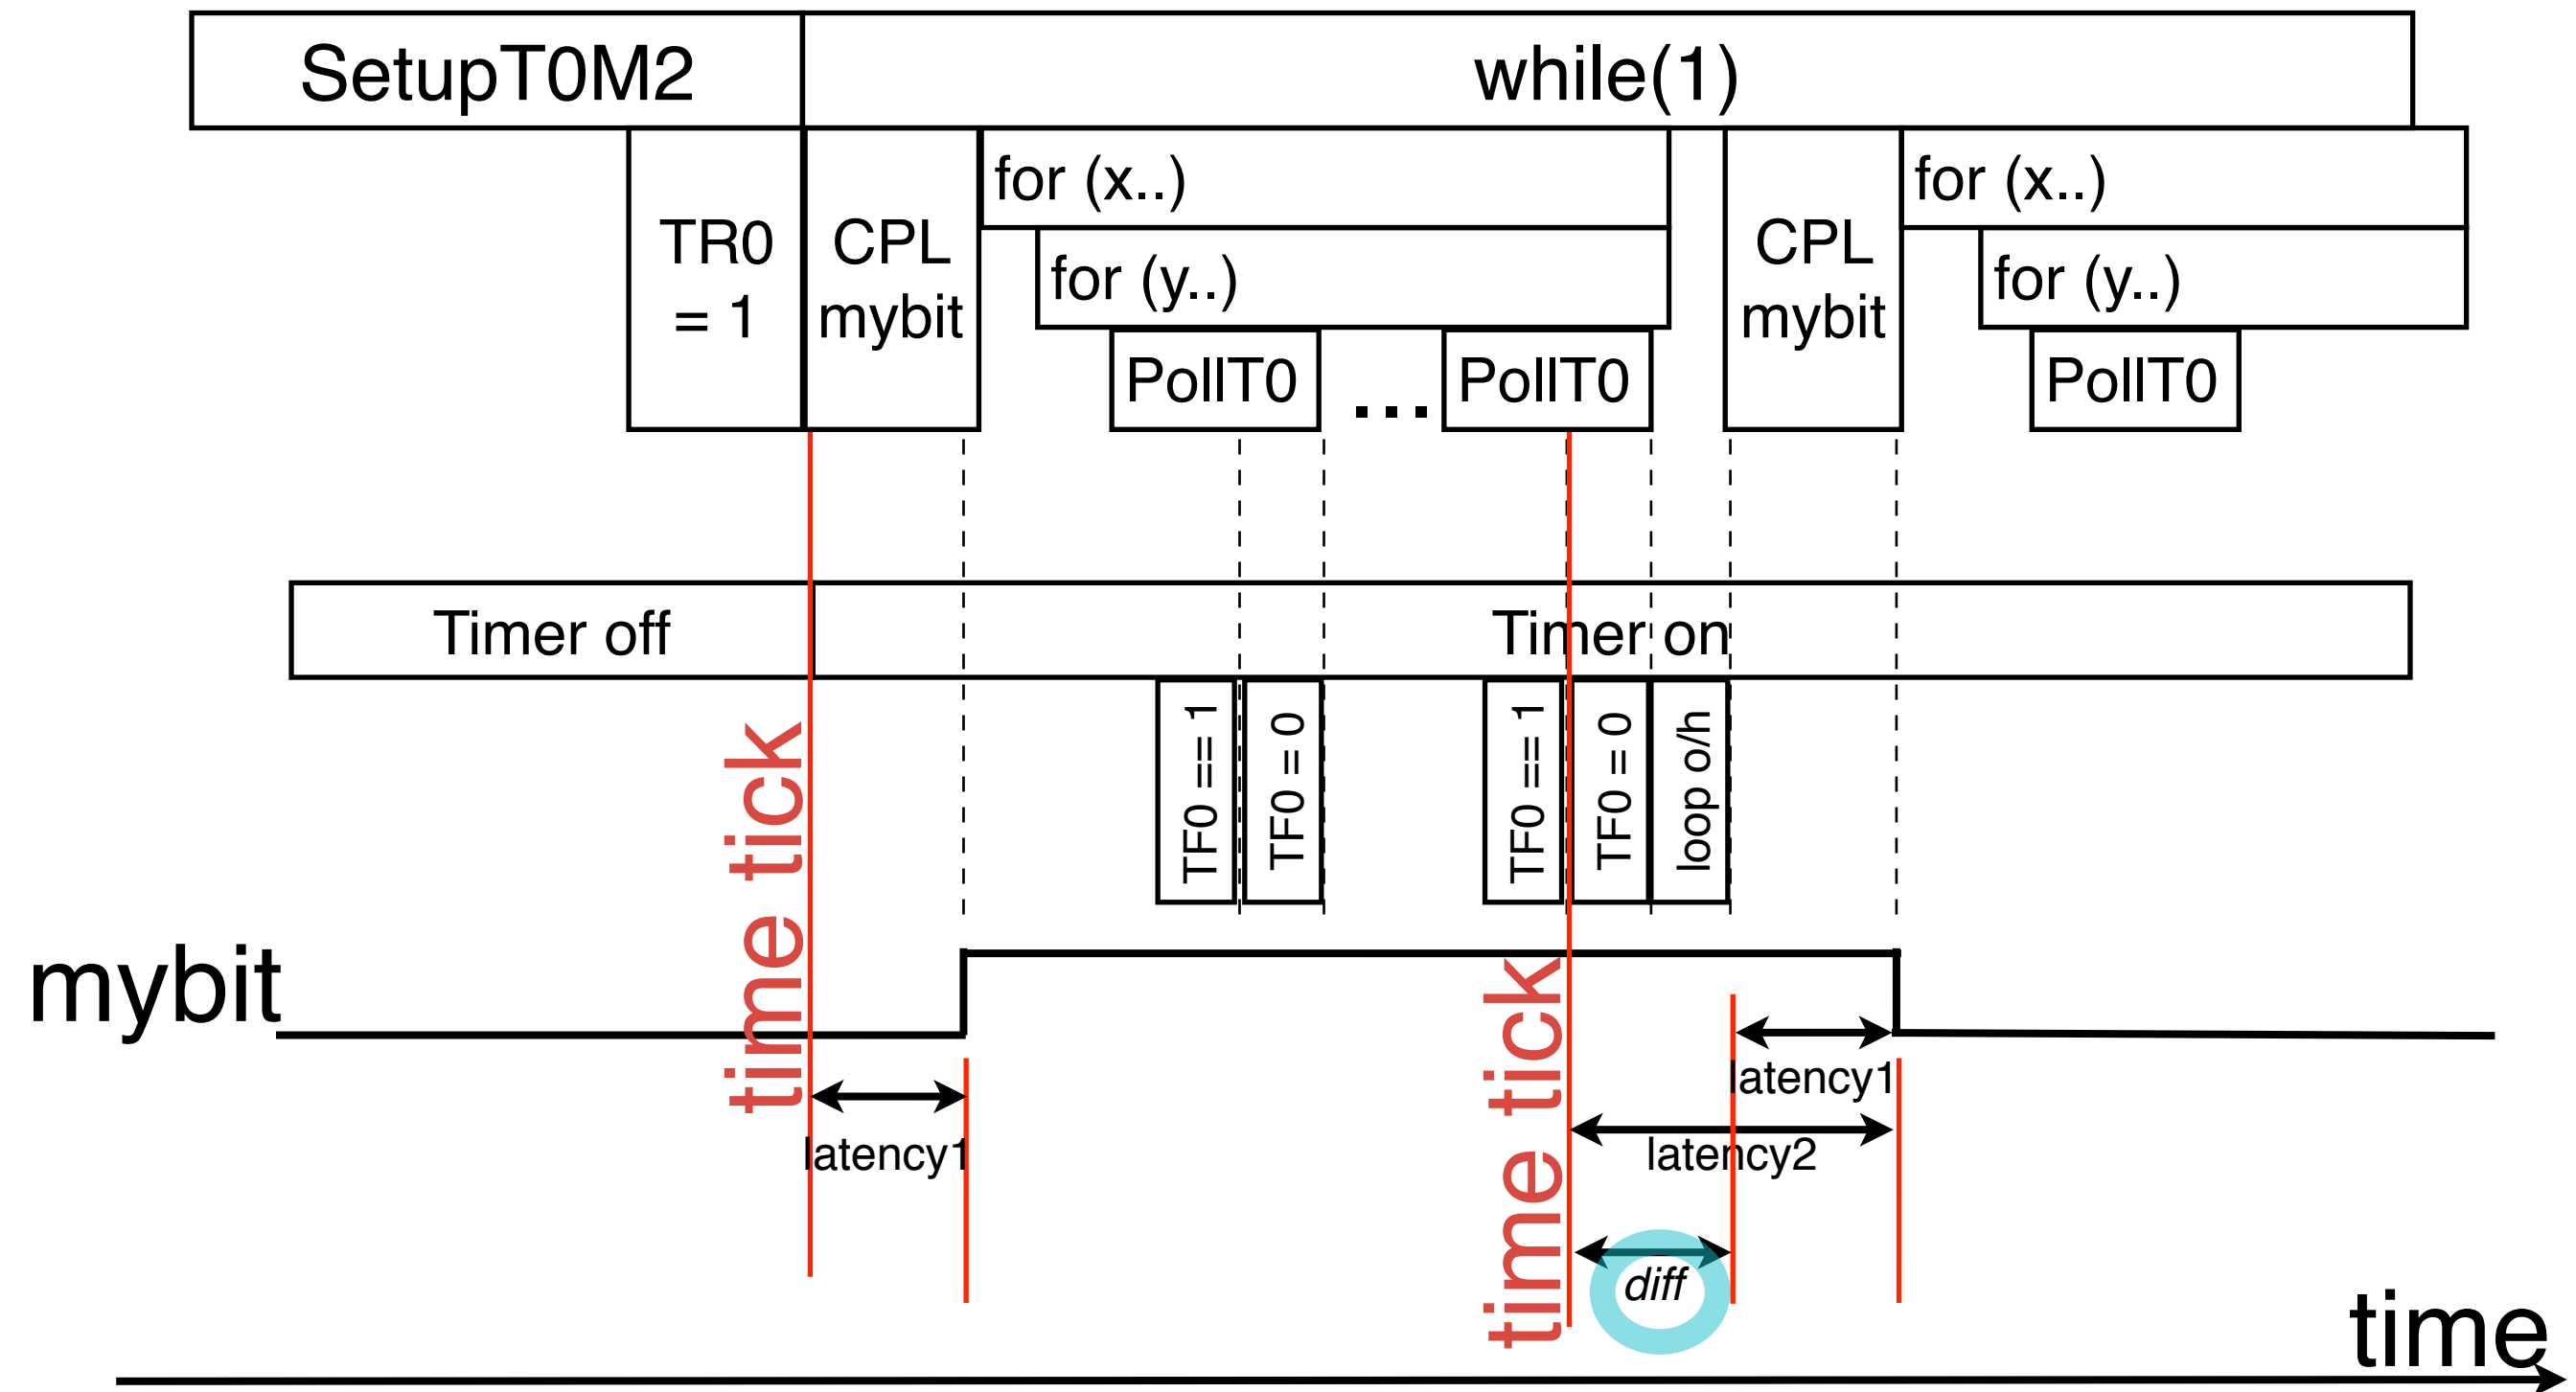 SetupT0M2
while(1)
TR0
= 1
CPL
mybit
for (x..)
for (y..)
PollT0
...
PollT0
CPL
mybit
for (x..)
for (y..)
PollT0
Timer off
Timer on
TF0 == 1
TF0 = 0
TF0 == 1
TF0 = 0
loop o/h
time tick
mybit
time tick
latency1
latency1
latency2
diff
time